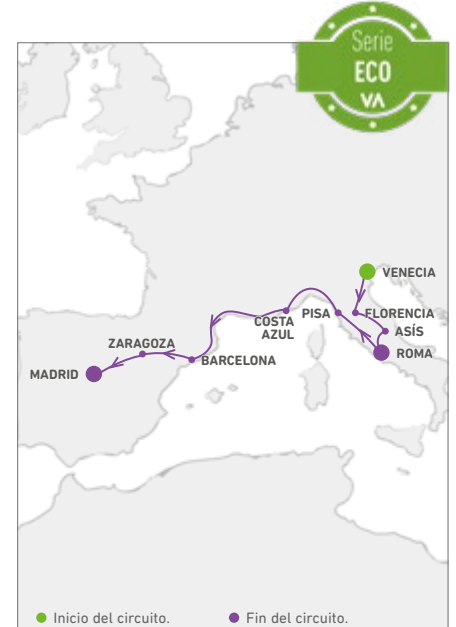 Serie
ECO
VA
VENECIA
PISA
FLORENCIA
COSTA
AZUL
ASÍS
ZARAGOZA
ROMA
BARCELONA
MADRID
Inicio del circuito.
Fin del circuito.